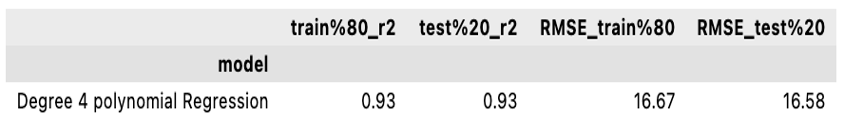 train%80_r2 test%20_r2 RMSE_train%80 RMSE_test%20
model
Degree 4 polynomial Regression 0.93 0.93 16.67 16.58